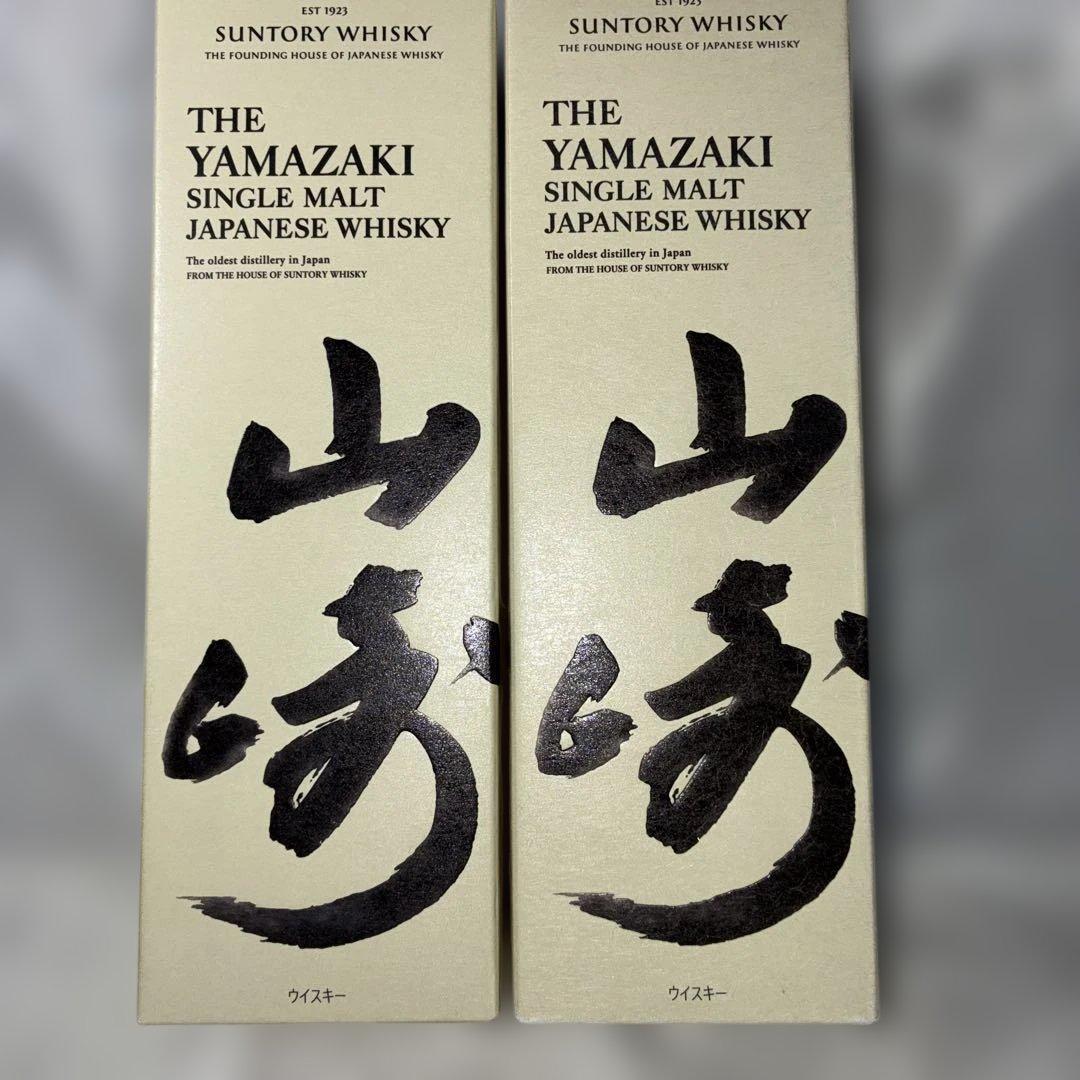 EST 1923
SUNTORY WHISKY
THE FOUNDING HOUSE OF JAPANESE WHISKY
THE
YAMAZAKI
SINGLE MALT
JAPANESE WHISKY
The oldest distillery in Japan
FROM THE HOUSE OF SUNTORY WHISKY
山崎
ウイスキー
EST 1923
SUNTORY WHISKY
THE FOUNDING HOUSE OF JAPANESE WHISKY
THE
YAMAZAKI
SINGLE MALT
JAPANESE WHISKY
The oldest distillery in Japan
FROM THE HOUSE OF SUNTORY WHISKY
山崎
ウイスキー